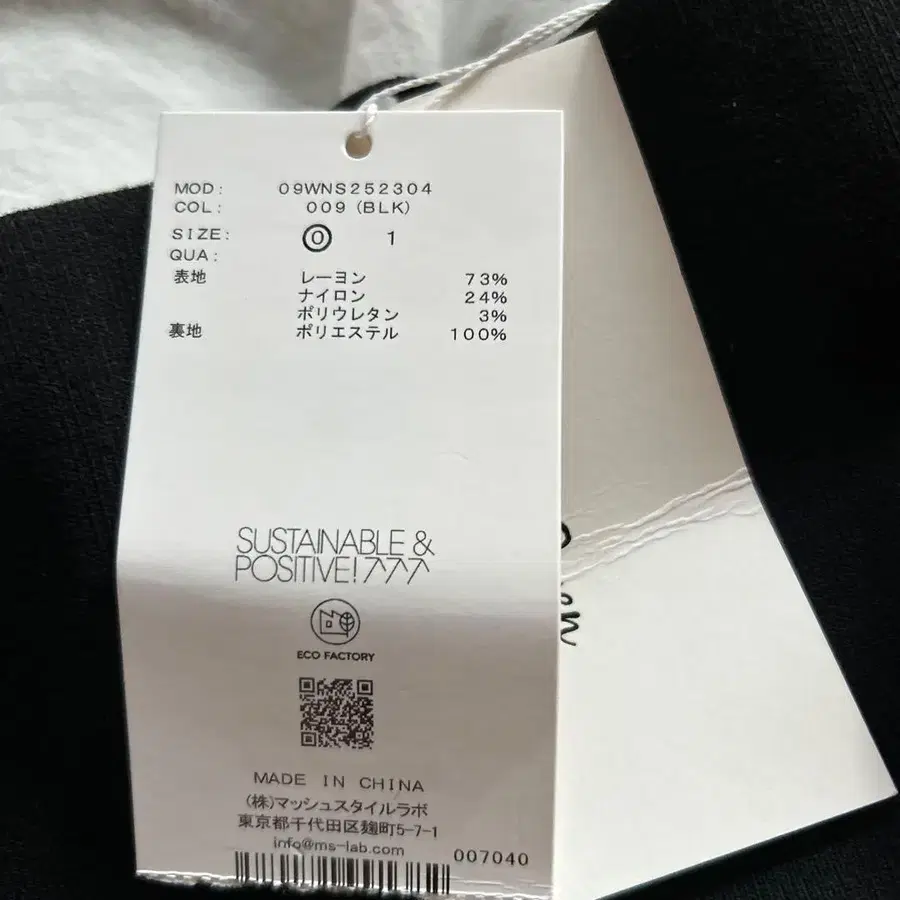 MOD: 09WNS252304
COL: 009 (BLK)
SIZE: 0 1
QUA:
表地 レーヨン 73%
ナイロン 24%
ポリウレタン 3%
裏地 ポリエステル 100%
SUSTAINABLE &
POSITIVE!
ECO FACTORY
MADE IN CHINA
(株)マッシュスタイルラボ
東京都千代田区麹町5-7-1
info@ms-lab.com
007040